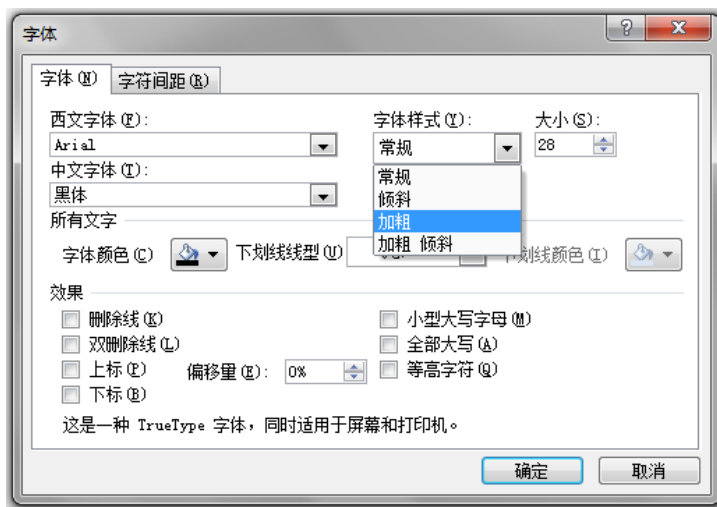 字体
字体(N) 字符间距(R)
西文字体(F): 字体样式(Y): 大小(S):
Arial 常规 28
中文字体(T): 常规
黑体 倾斜
所有文字 加粗
字体颜色(C) 下划线线型(U) 加粗 倾斜 划线颜色(I)
效果
删除线(K) 小型大写字母(M)
双删除线(L) 全部大写(A)
上标(P) 偏移量(E): 0% 等高字符(Q)
下标(B)
这是一种 TrueType 字体，同时适用于屏幕和打印机。
确定 取消